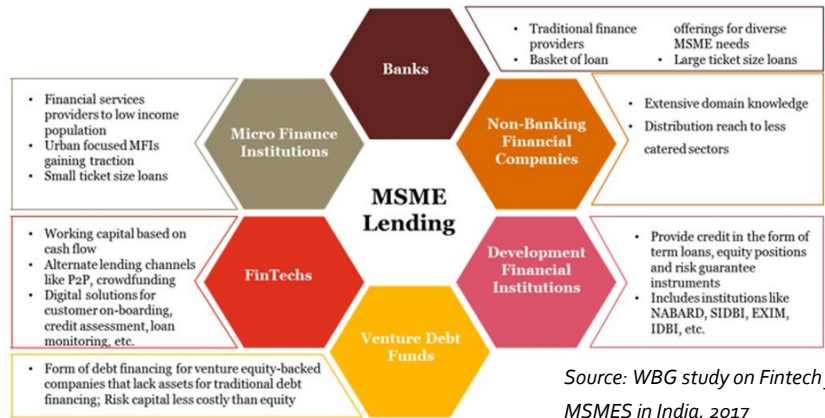 Banks
• Traditional finance
providers
• Basket of loan
offerings for diverse
MSME needs
• Large ticket size loans
• Financial services
providers to low income
population
• Urban focused MFIs
gaining traction
• Small ticket size loans
Micro Finance
Institutions
Non-Banking
Financial
Companies
• Extensive domain knowledge
• Distribution reach to less
catered sectors
MSME
Lending
• Working capital based on
cash flow
• Alternate lending channels
like P2P, crowdfunding
• Digital solutions for
customer on-boarding,
credit assessment, loan
monitoring, etc.
FinTechs
Development
Financial
Institutions
• Provide credit in the form of
term loans, equity positions
and risk guarantee
instruments
• Includes institutions like
NABARD, SIDBI, EXIM,
IDBI, etc.
Venture Debt
Funds
• Form of debt financing for venture equity-backed
companies that lack assets for traditional debt
financing; Risk capital less costly than equity
Source: WBG study on Fintech
MSMES in India, 2017